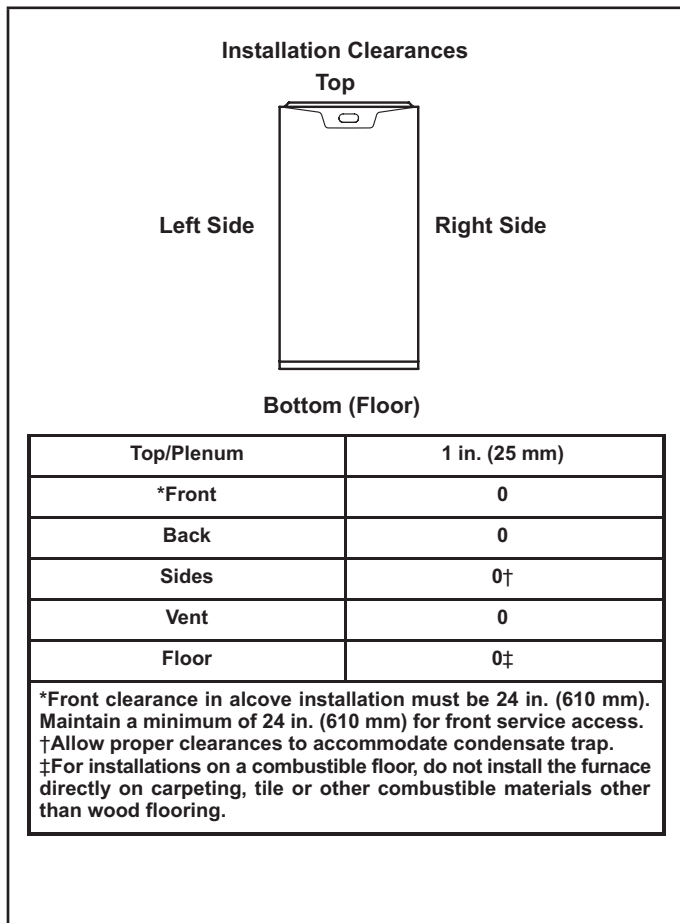 Installation Clearances
Top
Left Side
Right Side
Bottom (Floor)
Top/Plenum 1 in. (25 mm)
*Front 0
Back 0
Sides 0†
Vent 0
Floor 0‡
*Front clearance in alcove installation must be 24 in. (610 mm).
Maintain a minimum of 24 in. (610 mm) for front service access.
†Allow proper clearances to accommodate condensate trap.
‡For installations on a combustible floor, do not install the furnace
directly on carpeting, tile or other combustible materials other
than wood flooring.